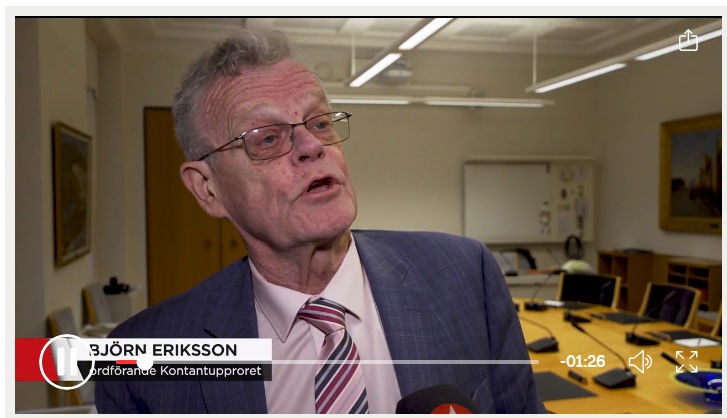 BJÖRN ERIKSSON
ordförande Kontantupproret
-01:26